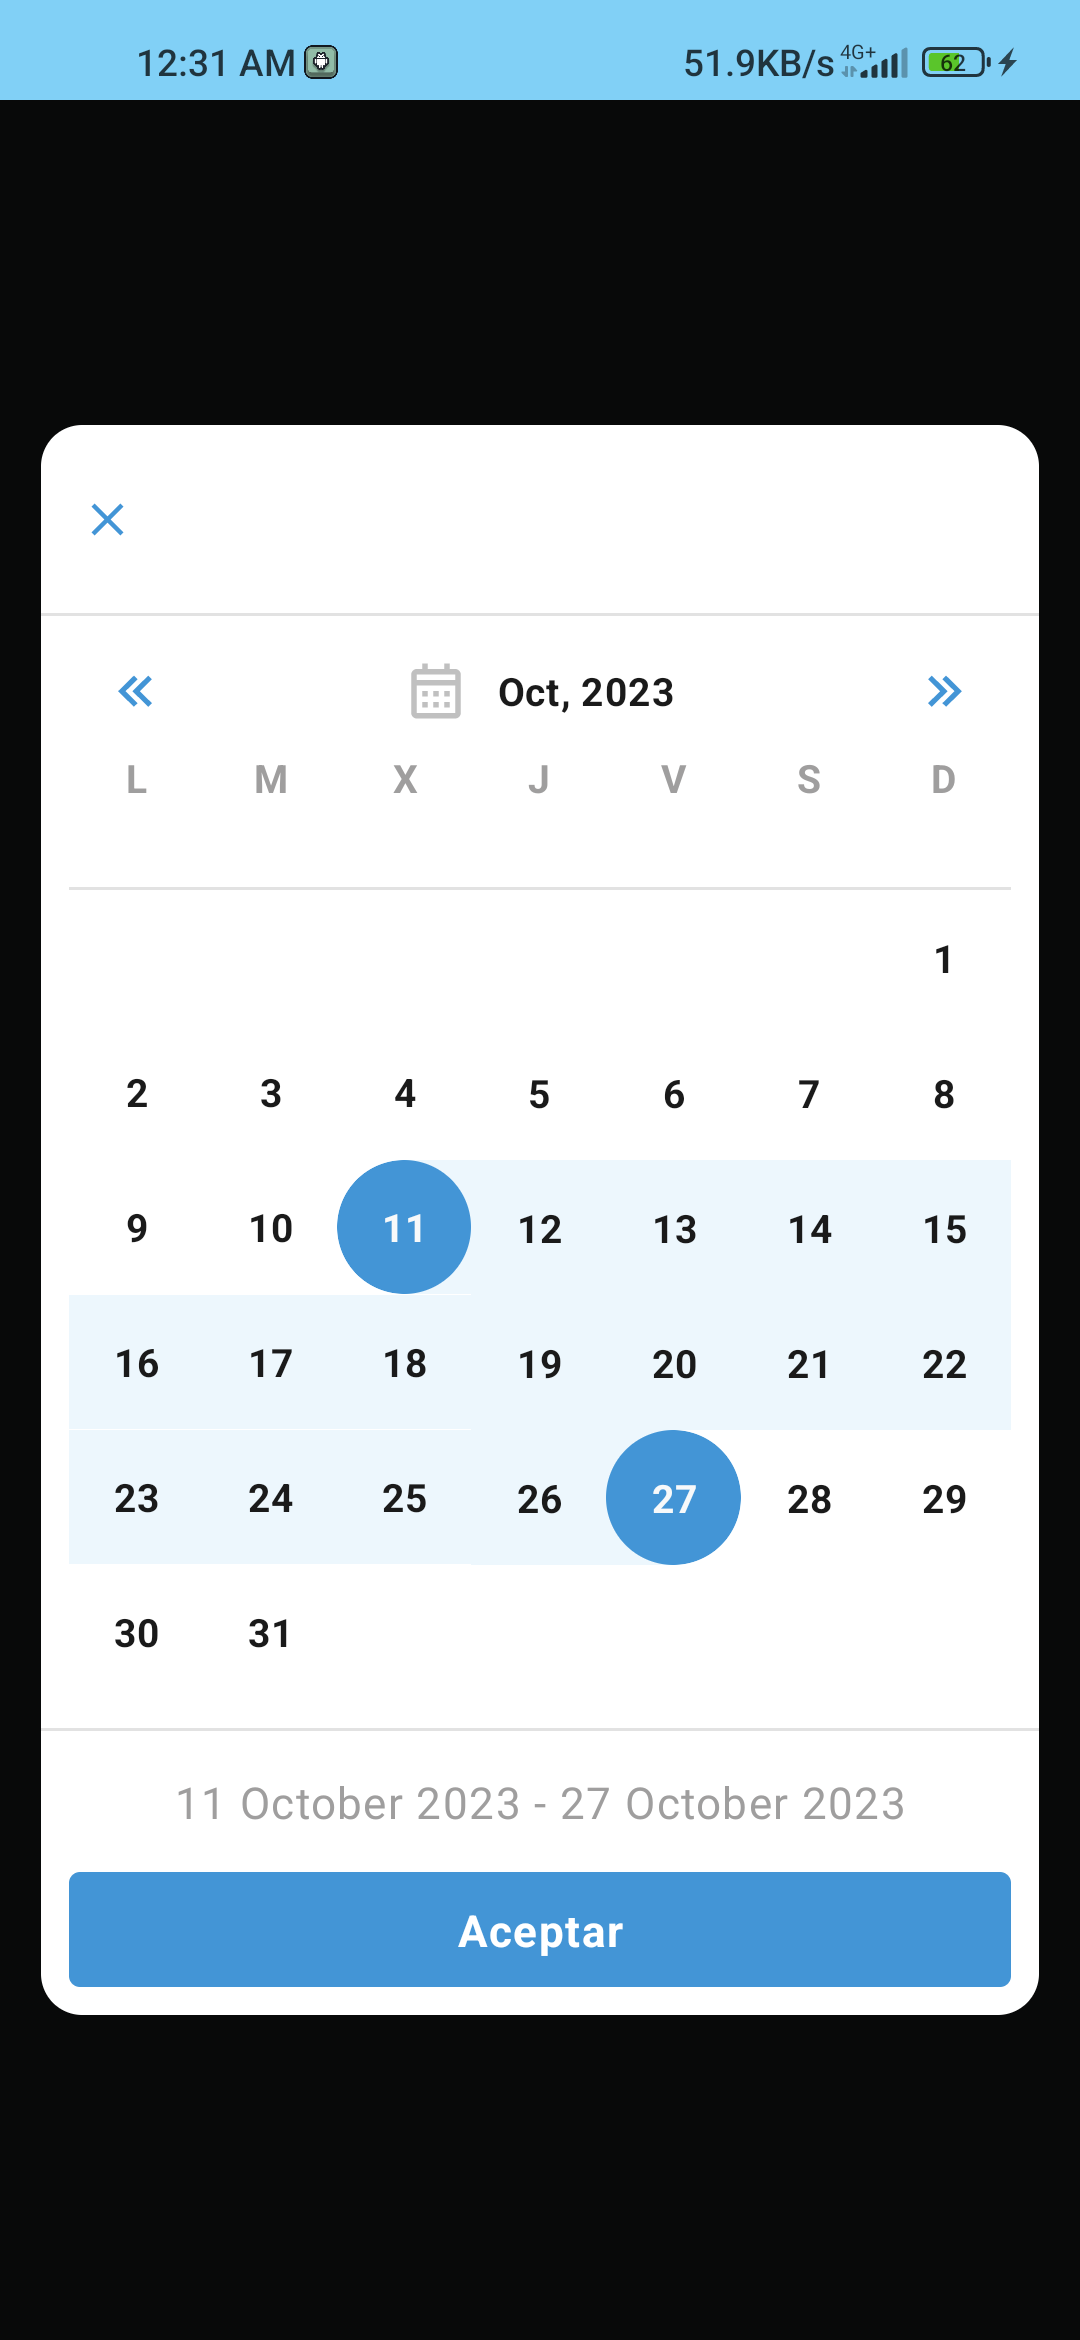 12:31 AM 51.9KB/s 4G+ 62
Oct, 2023
L M X J V S D
1
2 3 4 5 6 7 8
9 10 11 12 13 14 15
16 17 18 19 20 21 22
23 24 25 26 27 28 29
30 31
11 October 2023 - 27 October 2023
Aceptar